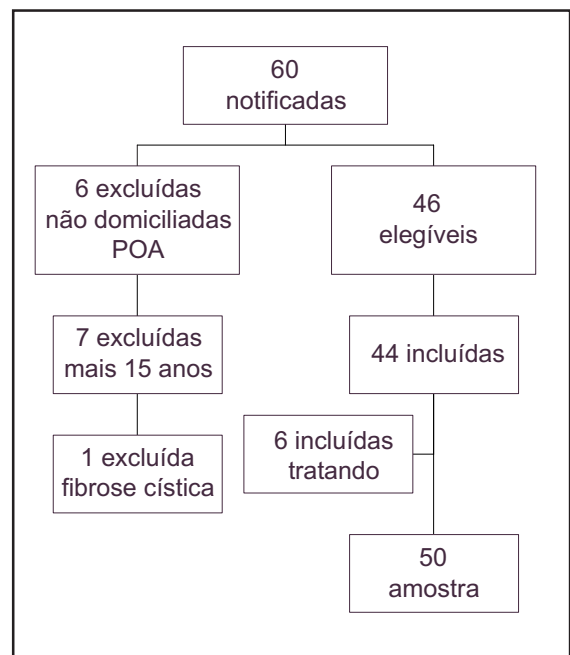 60
notificadas
6 excluídas
não domiciliadas
POA
46
elegíveis
7 excluídas
mais 15 anos
44 incluídas
1 excluída
fibrose cística
6 incluídas
tratando
50
amostra